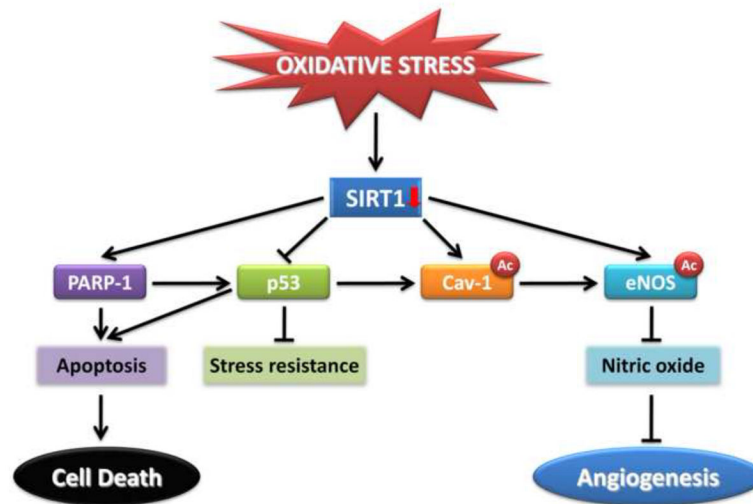 OXIDATIVE STRESS
SIRT1
PARP-1
p53
Cav-1
Ac
eNOS
Ac
Apoptosis
Stress resistance
Nitric oxide
Cell Death
Angiogenesis